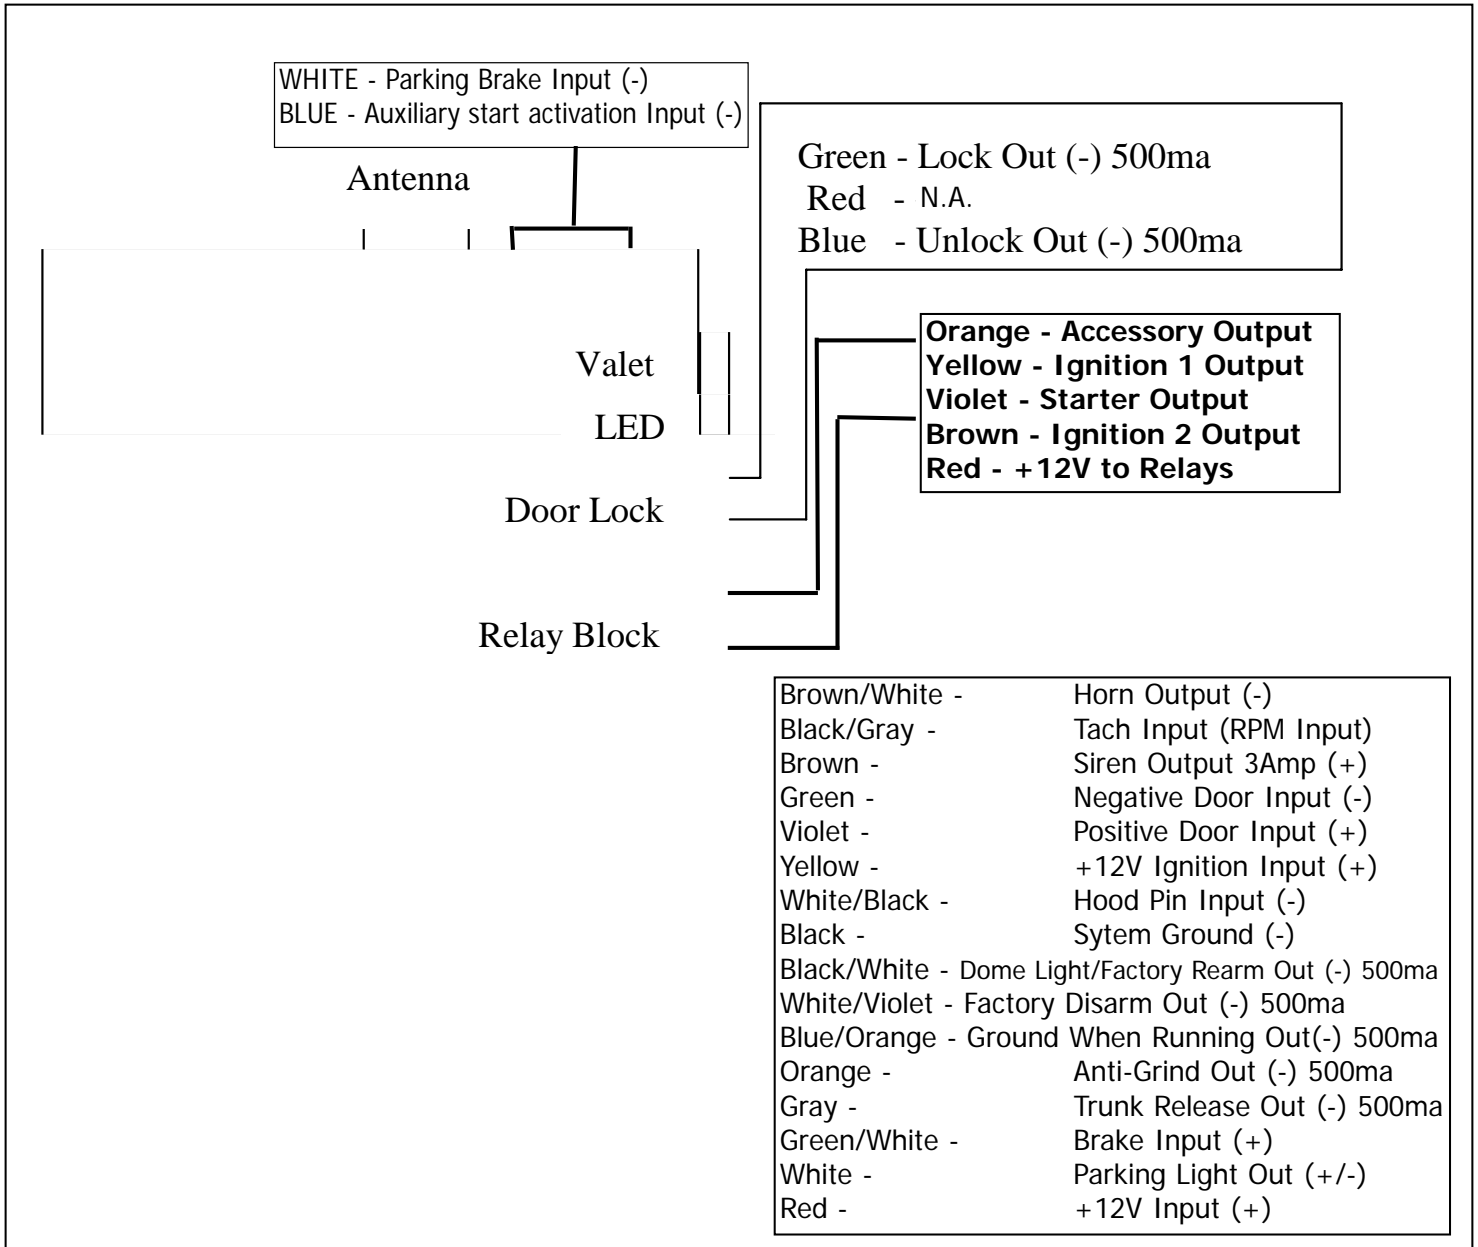 WHITE - Parking Brake Input (-)
BLUE - Auxiliary start activation Input (-)
Antenna
Green - Lock Out (-) 500ma
Red - N.A.
Blue - Unlock Out (-) 500ma
Valet
LED
Door Lock
Relay Block
Orange - Accessory Output
Yellow - Ignition 1 Output
Violet - Starter Output
Brown - Ignition 2 Output
Red - +12V to Relays
Brown/White - Horn Output (-)
Black/Gray - Tach Input (RPM Input)
Brown - Siren Output 3Amp (+)
Green - Negative Door Input (-)
Violet - Positive Door Input (+)
Yellow - +12V Ignition Input (+)
White/Black - Hood Pin Input (-)
Black - Sytem Ground (-)
Black/White - Dome Light/Factory Rearm Out (-) 500ma
White/Violet - Factory Disarm Out (-) 500ma
Blue/Orange - Ground When Running Out(-) 500ma
Orange - Anti-Grind Out (-) 500ma
Gray - Trunk Release Out (-) 500ma
Green/White - Brake Input (+)
White - Parking Light Out (+/-)
Red - +12V Input (+)